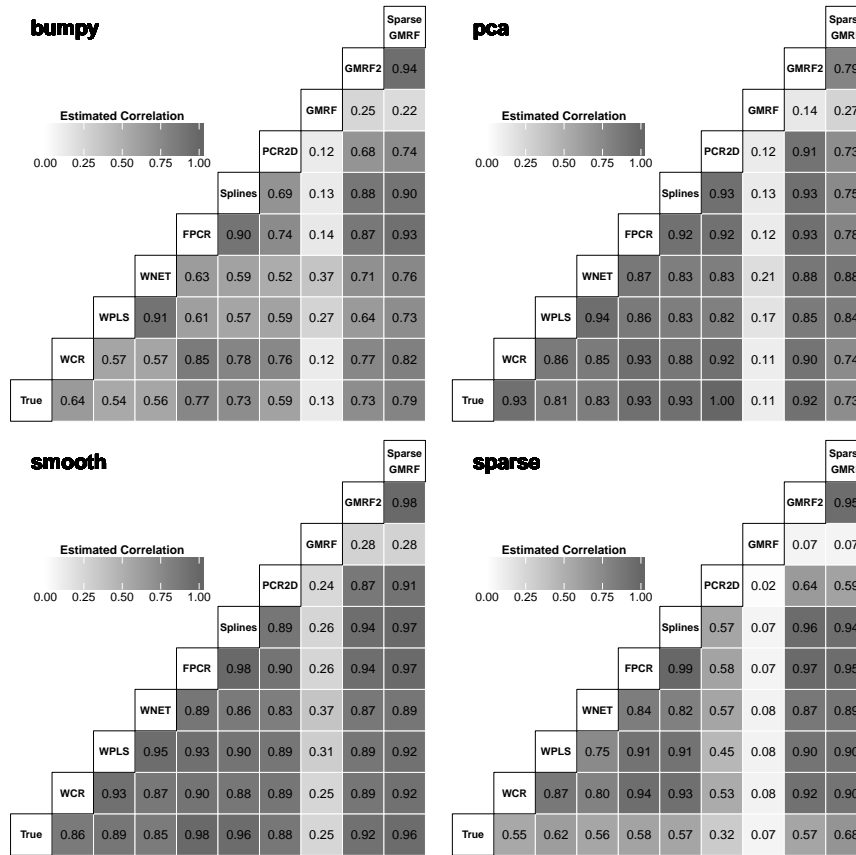 bumpy
Sparse
GMRF
GMRF2 0.94
GMRF 0.25 0.22
Estimated Correlation
0.00 0.25 0.50 0.75 1.00
PCR2D 0.12 0.68 0.74
Splines 0.69 0.13 0.88 0.90
FPCR 0.90 0.74 0.14 0.87 0.93
WNET 0.63 0.59 0.52 0.37 0.71 0.76
WPLS 0.91 0.61 0.57 0.59 0.27 0.64 0.73
WCR 0.57 0.57 0.85 0.78 0.76 0.12 0.77 0.82
True 0.64 0.54 0.56 0.77 0.73 0.59 0.13 0.73 0.79
pca
Spars
GMR
GMRF2 0.79
GMRF 0.14 0.27
Estimated Correlation
0.00 0.25 0.50 0.75 1.00
PCR2D 0.12 0.91 0.73
Splines 0.93 0.13 0.93 0.75
FPCR 0.92 0.92 0.12 0.93 0.78
WNET 0.87 0.83 0.83 0.21 0.88 0.88
WPLS 0.94 0.86 0.83 0.82 0.17 0.85 0.84
WCR 0.86 0.85 0.93 0.88 0.92 0.11 0.90 0.74
True 0.93 0.81 0.83 0.93 0.93 1.00 0.11 0.92 0.73
smooth
Sparse
GMRF
GMRF2 0.98
GMRF 0.28 0.28
Estimated Correlation
0.00 0.25 0.50 0.75 1.00
PCR2D 0.24 0.87 0.91
Splines 0.89 0.26 0.94 0.97
FPCR 0.98 0.90 0.26 0.94 0.97
WNET 0.89 0.86 0.83 0.37 0.87 0.89
WPLS 0.95 0.93 0.90 0.89 0.31 0.89 0.92
WCR 0.93 0.87 0.90 0.88 0.89 0.25 0.89 0.92
True 0.86 0.89 0.85 0.98 0.96 0.88 0.25 0.92 0.96
sparse
Spars
GMR
GMRF2 0.95
GMRF 0.07 0.07
Estimated Correlation
0.00 0.25 0.50 0.75 1.00
PCR2D 0.02 0.64 0.59
Splines 0.57 0.07 0.96 0.94
FPCR 0.99 0.58 0.07 0.97 0.95
WNET 0.84 0.82 0.57 0.08 0.87 0.89
WPLS 0.75 0.91 0.91 0.45 0.08 0.90 0.90
WCR 0.87 0.80 0.94 0.93 0.53 0.08 0.92 0.90
True 0.55 0.62 0.56 0.58 0.57 0.32 0.07 0.57 0.68